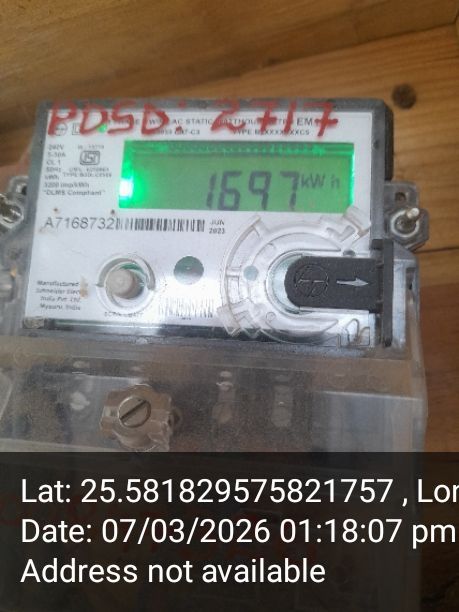 PDSD: 2717
240V
5-30A
CL 1
50Hz
3200 imp/kWh
"DLMS Compliant"
1697 kWh
A7168732
JUN
2023
Manufactured
Schneider Electric
India Pvt. Ltd.
Mysuru, India
Lat: 25.581829575821757 , Lon
Date: 07/03/2026 01:18:07 pm
Address not available